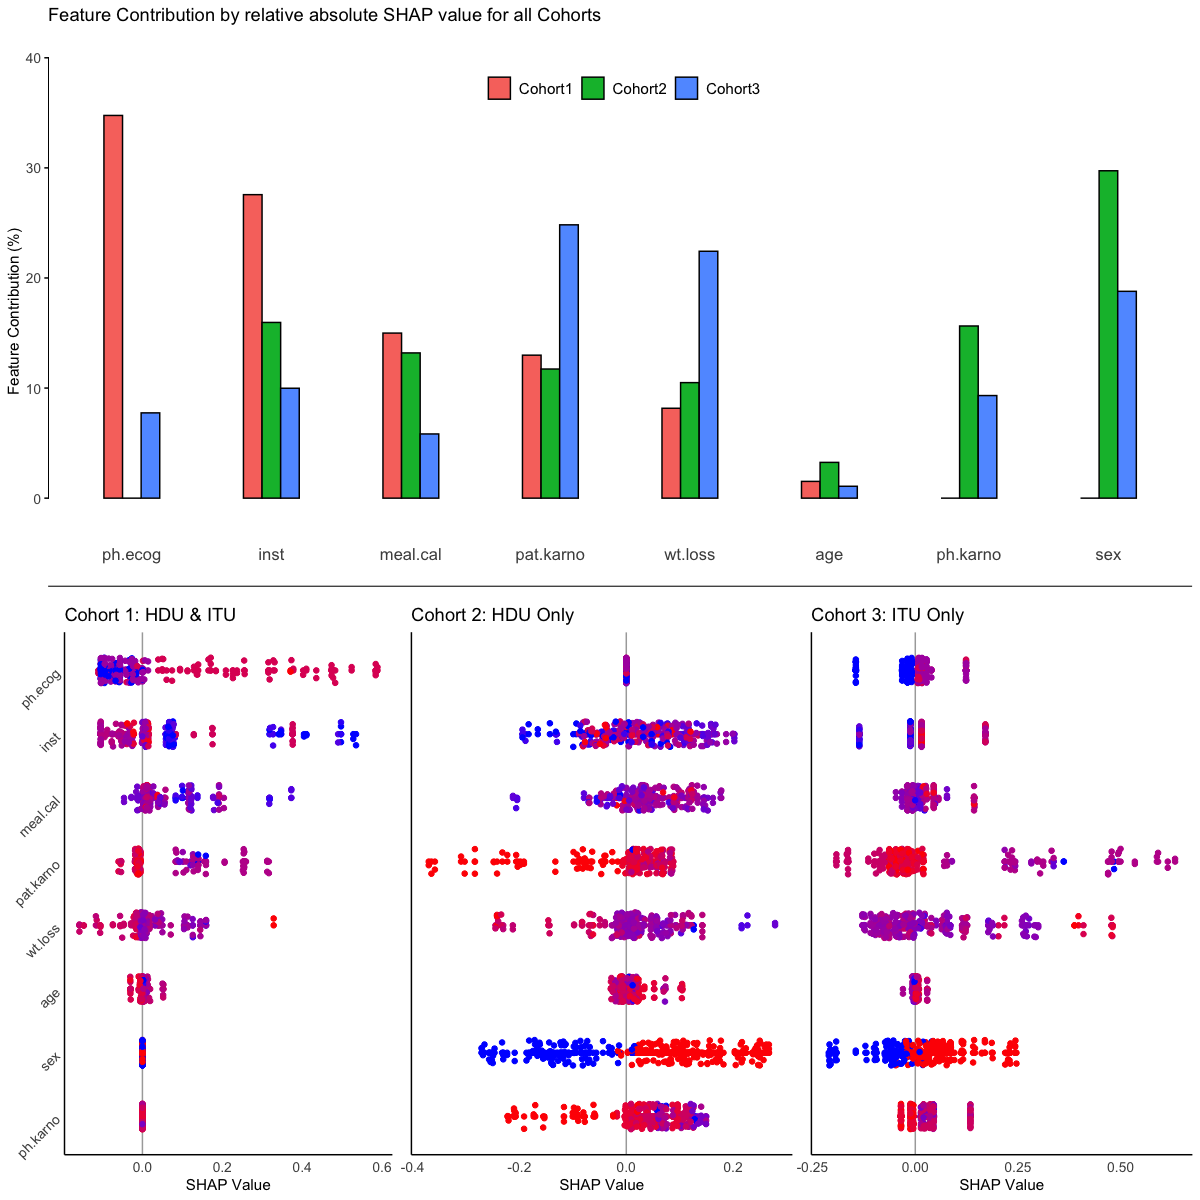 Feature Contribution by relative absolute SHAP value for all Cohorts
40
Cohort1 Cohort2 Cohort3
30
Feature Contribution (%)
20
10
0
ph.ecog inst meal.cal pat.karno wt.loss age ph.karno sex
Cohort 1: HDU & ITU Cohort 2: HDU Only Cohort 3: ITU Only
ph.ecog
inst
meal.cal
pat.karno
wt.loss
age
sex
ph.karno
0.0 0.2 0.4 0.6 -0.4 -0.2 0.0 0.2 -0.25 0.00 0.25 0.50
SHAP Value SHAP Value SHAP Value